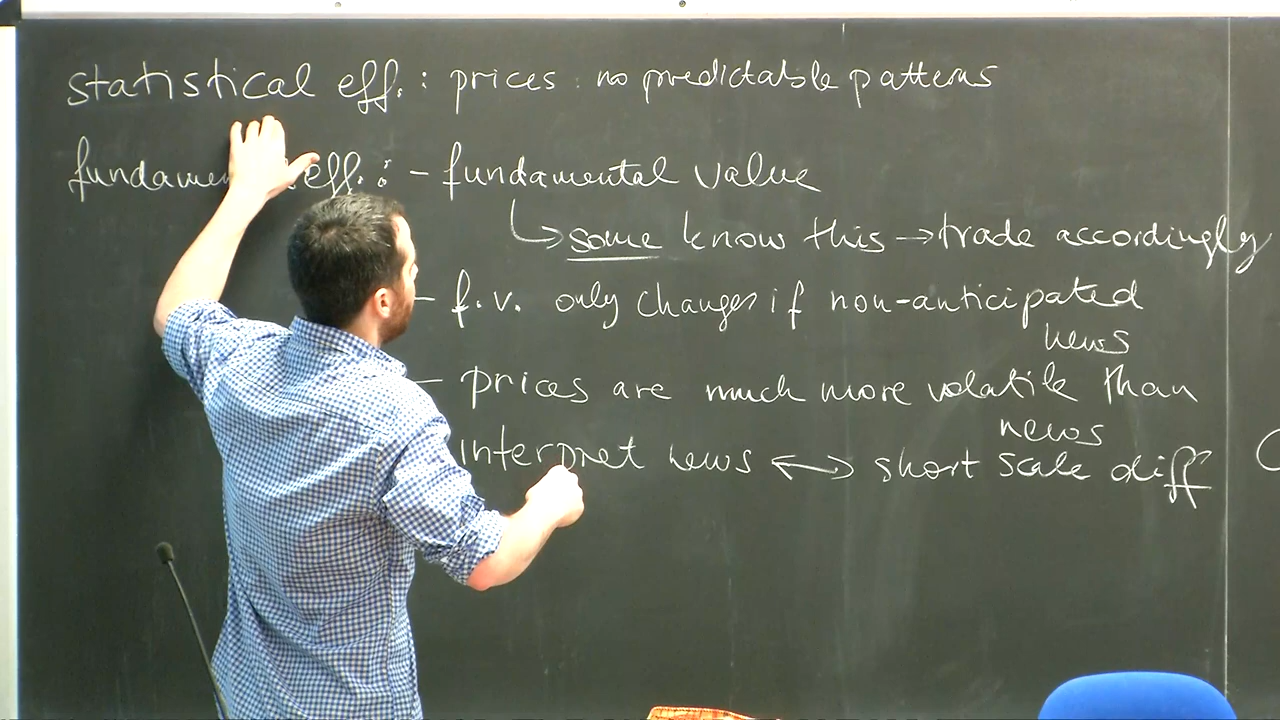 statistical eff. : prices : no predictable patterns
fundamen eff. : - fundamental value
↳ some know this → trade accordingly
- f.v. only changes if non-anticipated
news
- prices are much more volatile than
news
interpret news ↔ short scale diff